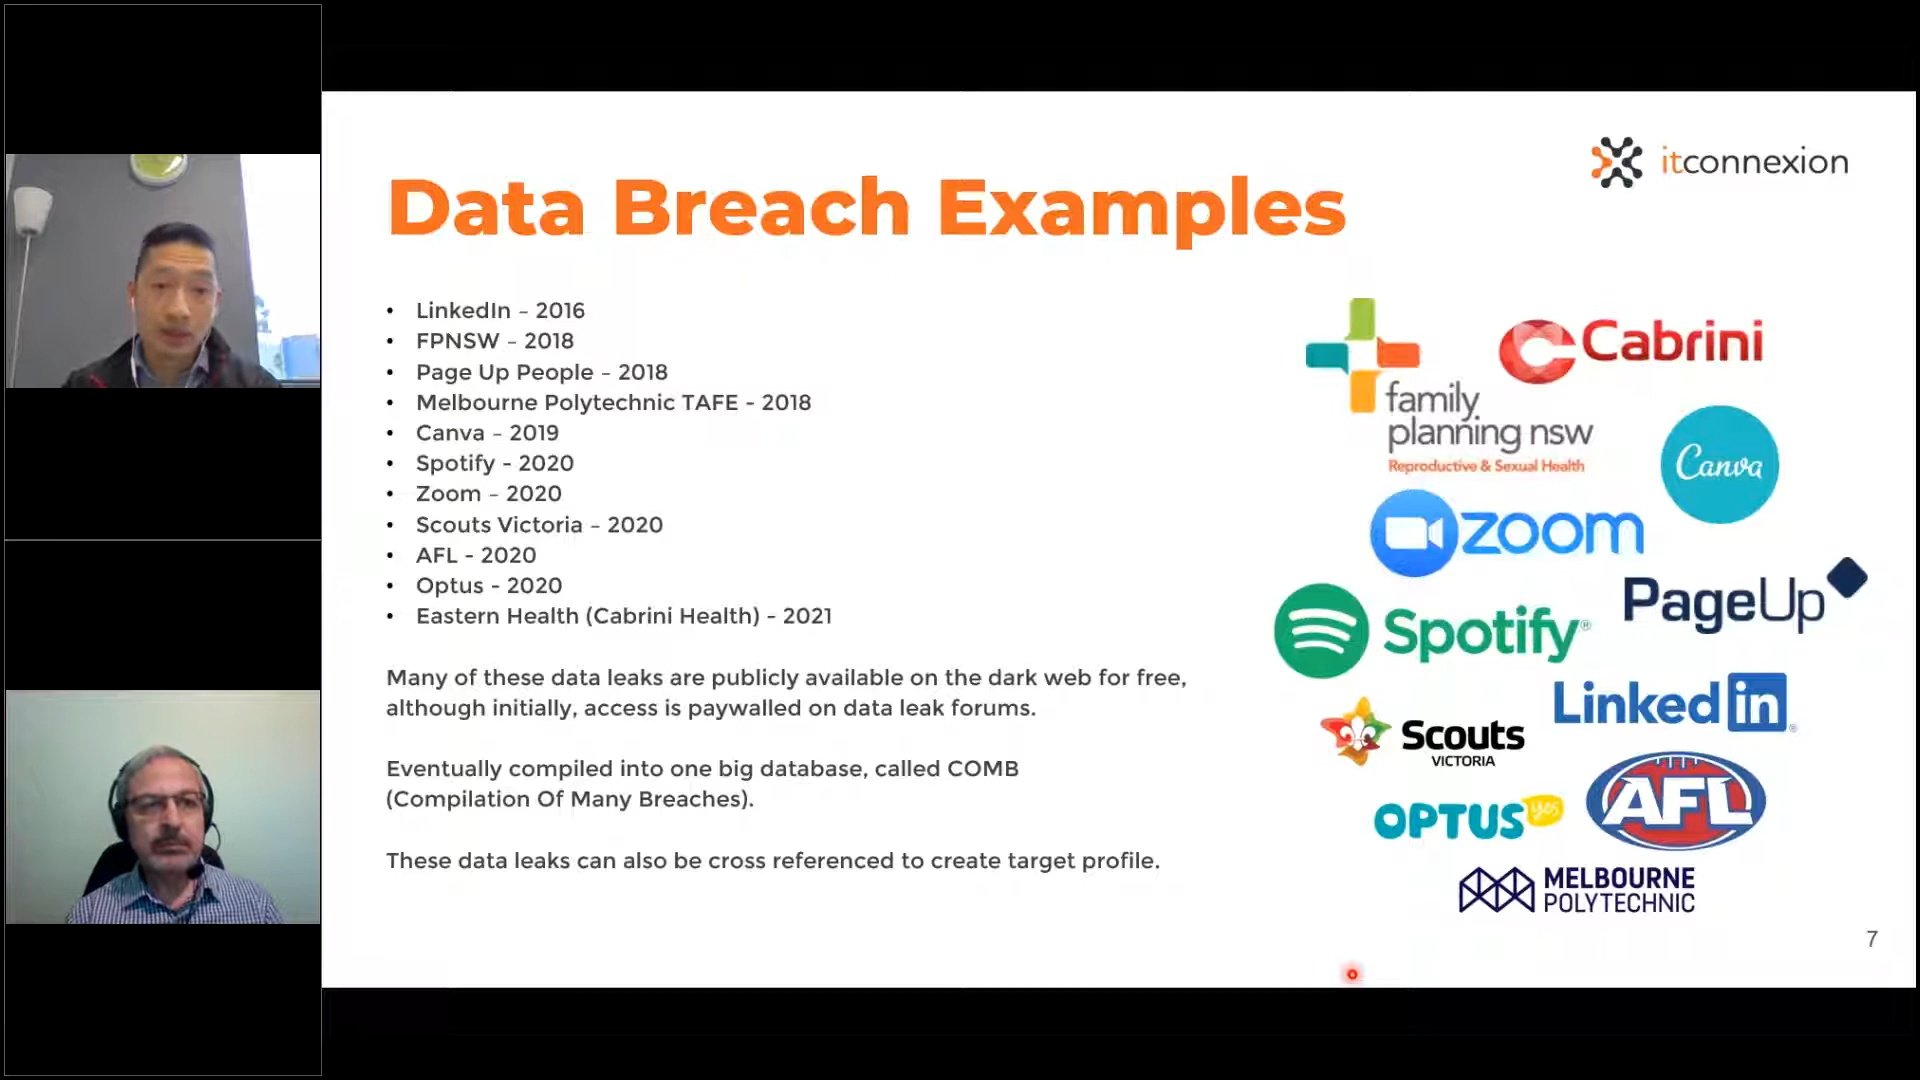 itconnexion
Data Breach Examples
• LinkedIn – 2016
• FPNSW – 2018
• Page Up People – 2018
• Melbourne Polytechnic TAFE - 2018
• Canva – 2019
• Spotify - 2020
• Zoom – 2020
• Scouts Victoria – 2020
• AFL - 2020
• Optus - 2020
• Eastern Health (Cabrini Health) - 2021
Many of these data leaks are publicly available on the dark web for free,
although initially, access is paywalled on data leak forums.
Eventually compiled into one big database, called COMB
(Compilation Of Many Breaches).
These data leaks can also be cross referenced to create target profile.
Cabrini
family
planning nsw
Reproductive & Sexual Health
Canva
zoom
PageUp
Spotify®
LinkedIn®
Scouts
VICTORIA
AFL
OPTUS yes
MELBOURNE
POLYTECHNIC
7